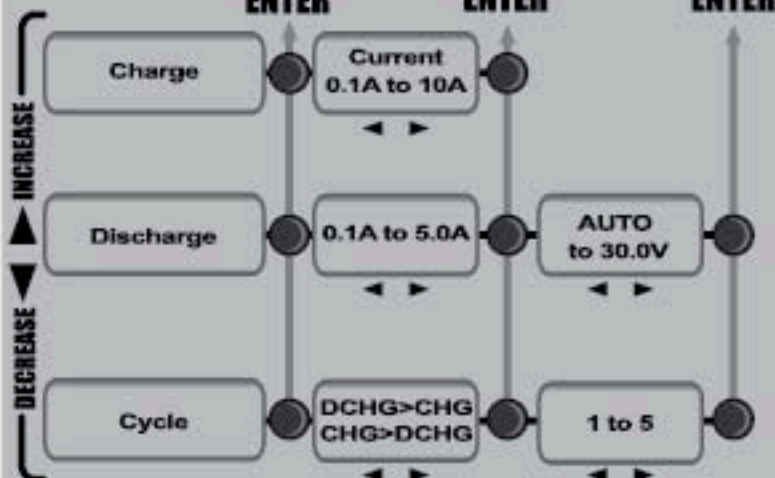 ENTER ENTER ENTER
Charge
Current
0.1A to 10A
INCREASE
Discharge
0.1A to 5.0A
AUTO
to 30.0V
DECREASE
Cycle
DCHG>CHG
CHG>DCHG
1 to 5